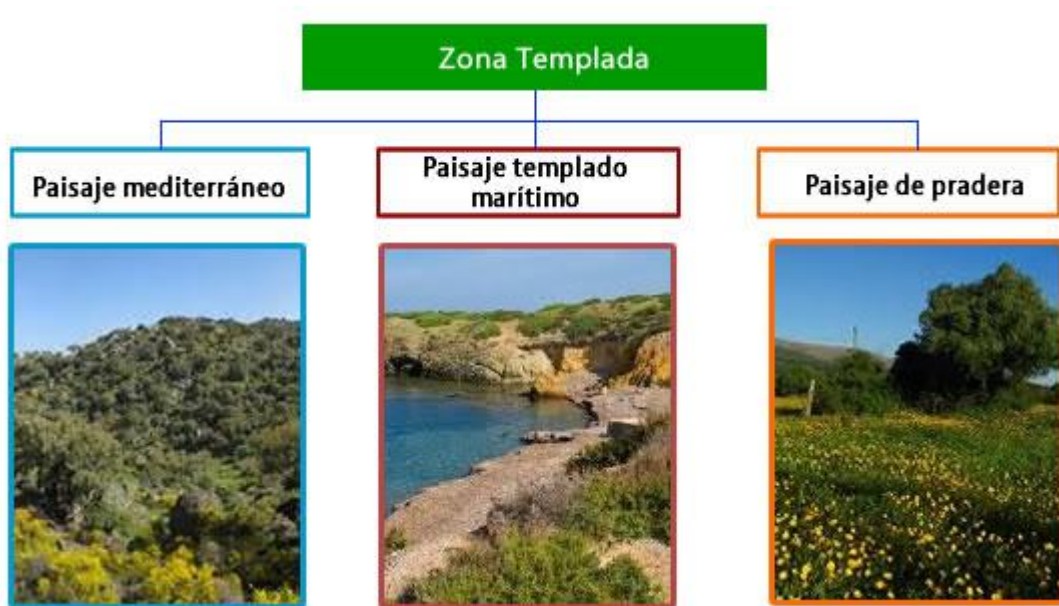 Zona Templada
Paisaje mediterráneo
Paisaje templado
marítimo
Paisaje de pradera